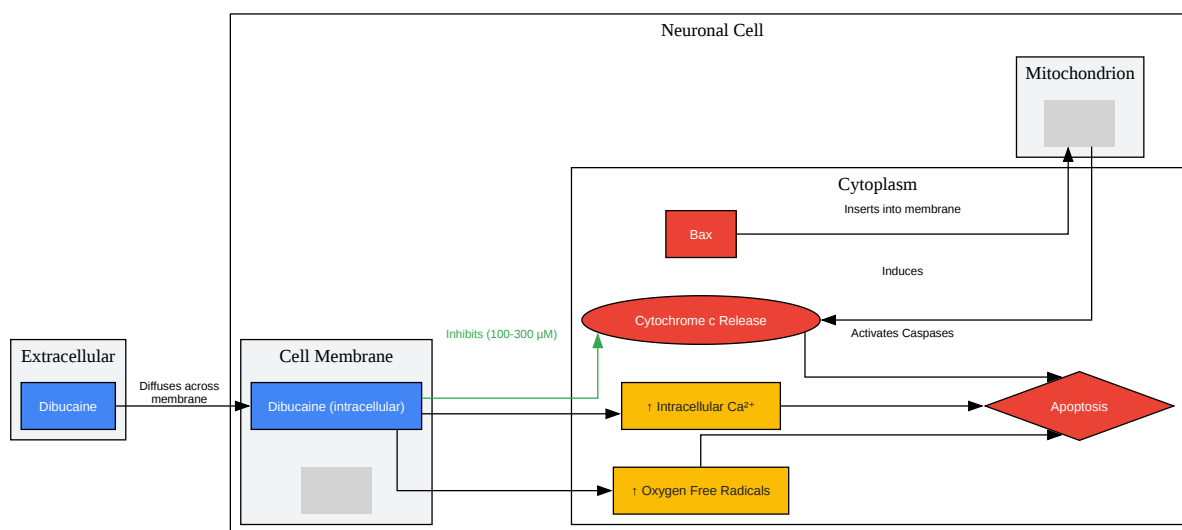 Neuronal Cell
Mitochondrion
Cytoplasm
Inserts into membrane
Bax
Induces
Cytochrome c Release
Activates Caspases
Inhibits (100-300 µM)
Extracellular
Cell Membrane
Diffuses across
membrane
Dibucaine
Dibucaine (intracellular)
↑ Intracellular Ca²⁺
Apoptosis
↑ Oxygen Free Radicals